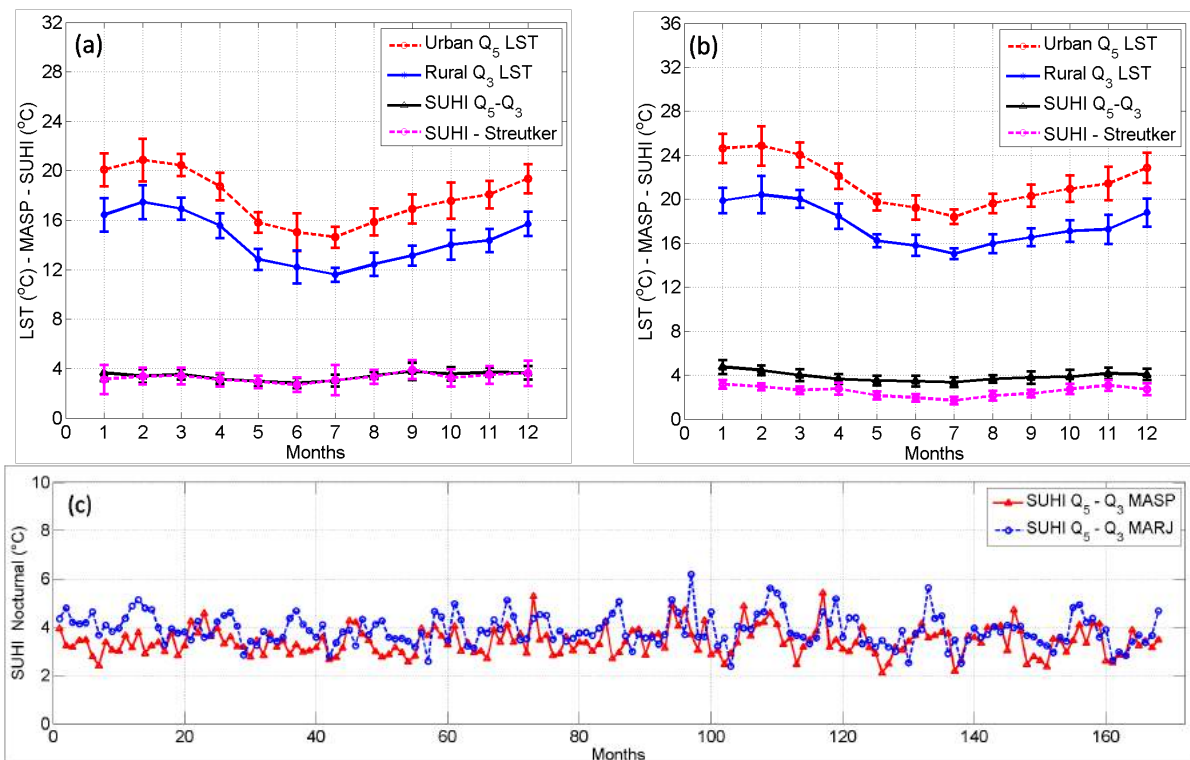 (a)
Urban Q5 LST
Rural Q3 LST
SUHI Q5-Q3
SUHI - Streutker
LST (°C) - MASP - SUHI (°C)
32
28
24
20
16
12
8
4
0
0 1 2 3 4 5 6 7 8 9 10 11 12
Months
(b)
Urban Q5 LST
Rural Q3 LST
SUHI Q5-Q3
SUHI - Streutker
LST (°C) - MASP - SUHI (°C)
36
32
28
24
20
16
12
8
4
0
0 1 2 3 4 5 6 7 8 9 10 11 12
Months
(c)
SUHI Q5 - Q3 MASP
SUHI Q5 - Q3 MARJ
SUHI Nocturnal (°C)
10
8
6
4
2
0
0 20 40 60 80 100 120 140 160
Months